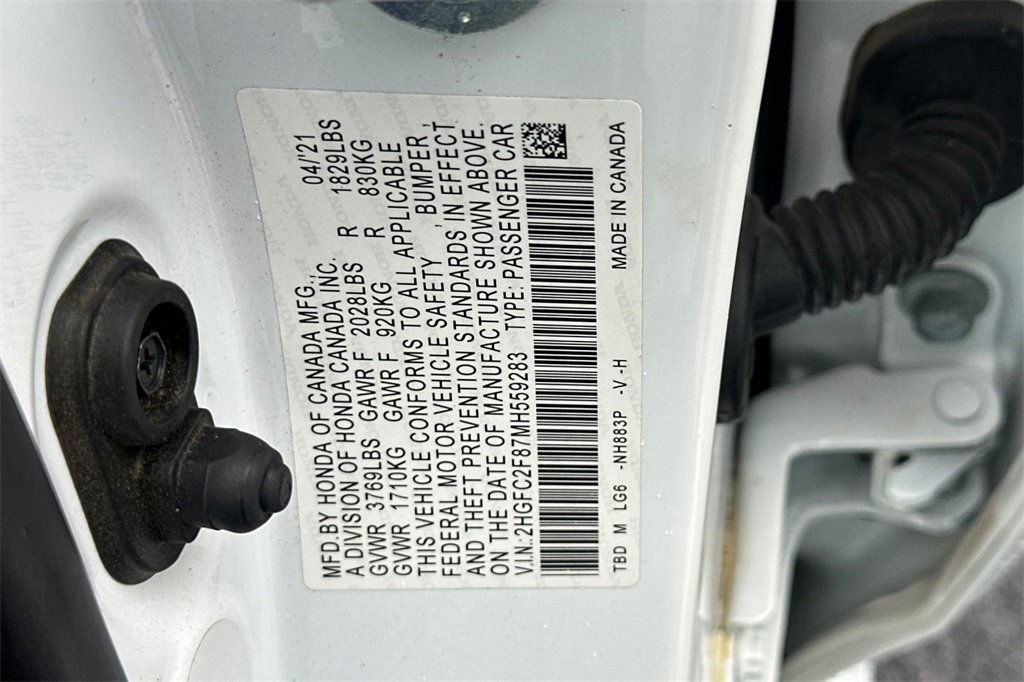 MFD.BY HONDA OF CANADA MFG., 04/'21
A DIVISION OF HONDA CANADA INC.
GVWR 3769LBS GAWR F 2028LBS R 1829LBS
GVWR 1710KG GAWR F 920KG R 830KG
THIS VEHICLE CONFORMS TO ALL APPLICABLE
FEDERAL MOTOR VEHICLE SAFETY , BUMPER ,
AND THEFT PREVENTION STANDARDS IN EFFECT
ON THE DATE OF MANUFACTURE SHOWN ABOVE.
V.I.N.:2HGFC2F87MH559283 TYPE: PASSENGER CAR
TBD M LG6 -NH883P -V -H MADE IN CANADA